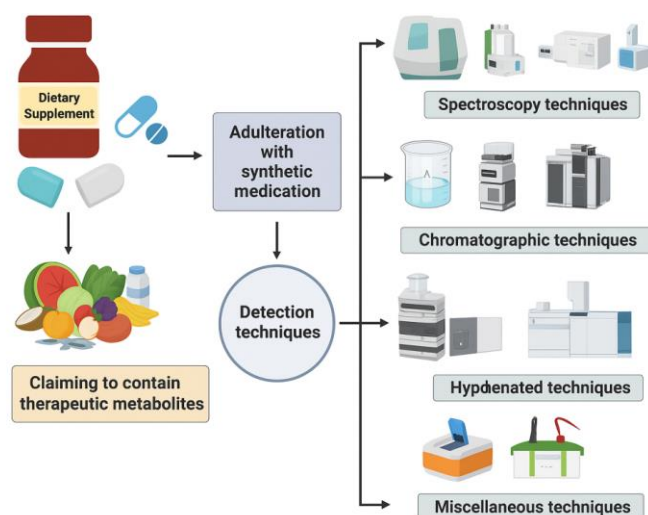 Dietary
Supplement
Adulteration
with
synthetic
medication
Spectroscopy techniques
Chromatographic techniques
Detection
techniques
Claiming to contain
therapeutic metabolites
Hypdenated techniques
Miscellaneous techniques